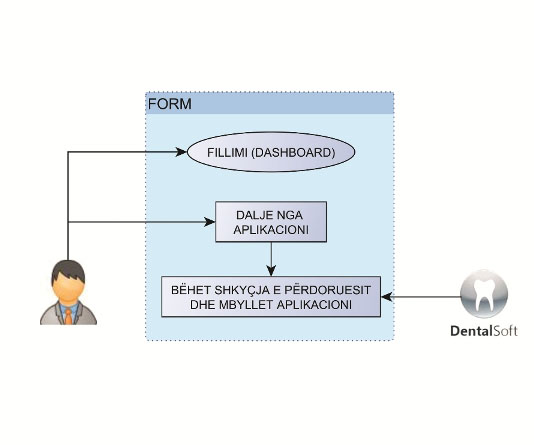 FORM
FILLIMI (DASHBOARD)
DALJE NGA
APLIKACIONI
BËHET SHKYÇJA E PËRDORUESIT
DHE MBYLLET APLIKACIONI
DentalSoft